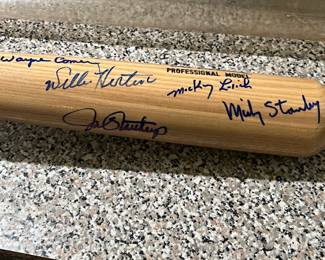 Wayne Comer
PROFESSIONAL MODEL
Willie Horton
Mickey Lolich
Mickey Stanley
Jim Northrup